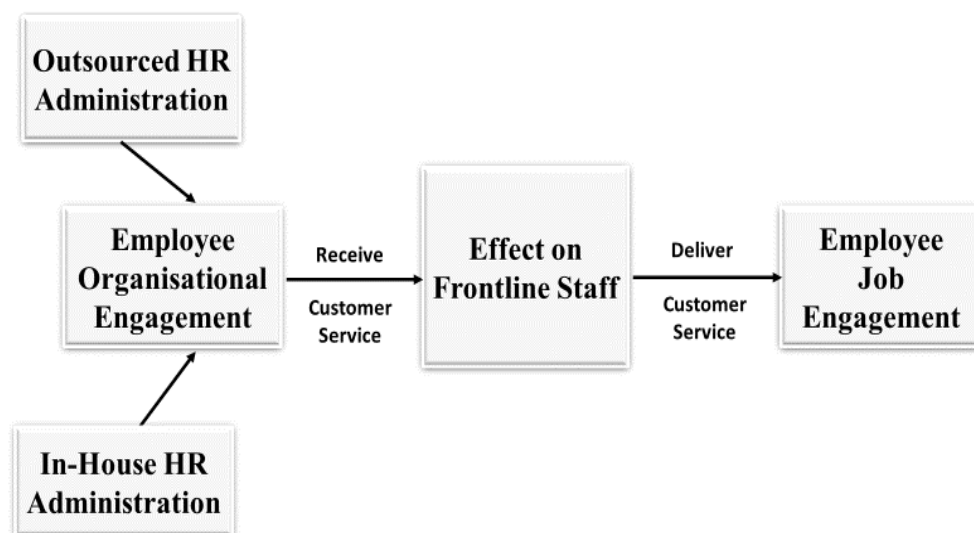 Outsourced HR
Administration
Employee
Organisational
Engagement
Receive
Customer
Service
Effect on
Frontline Staff
Deliver
Customer
Service
Employee
Job
Engagement
In-House HR
Administration